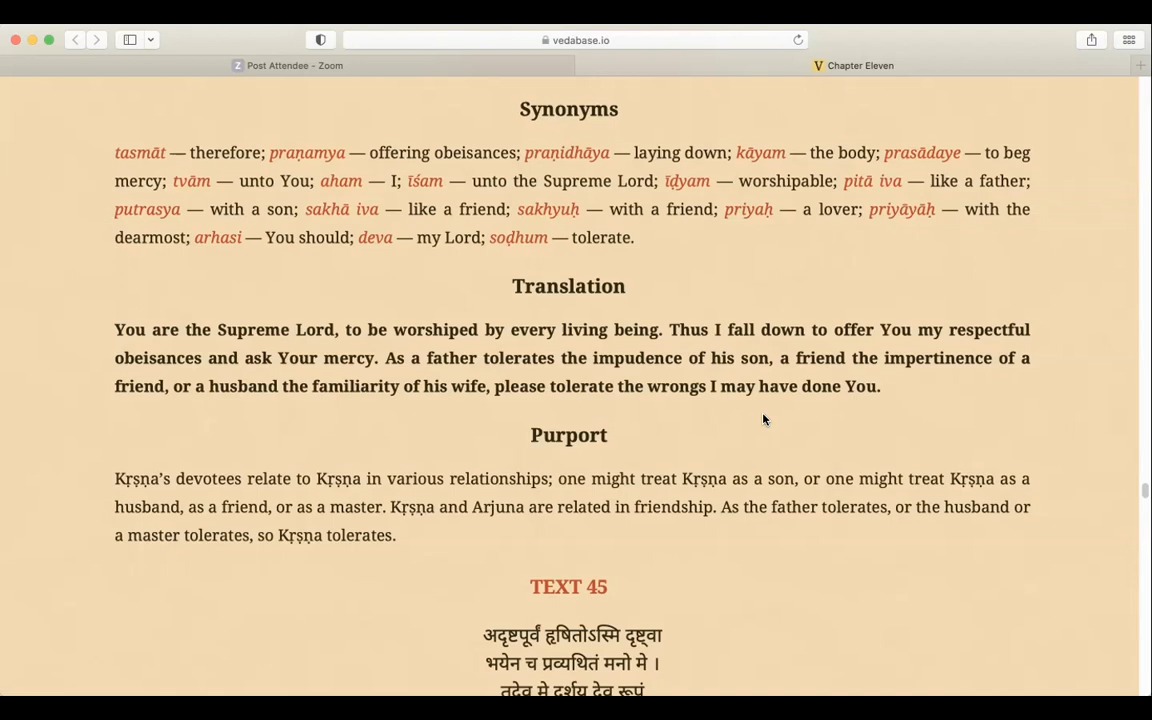 vedabase.io
Z Post Attendee - Zoom
V Chapter Eleven
Synonyms
tasmāt — therefore; praṇamya — offering obeisances; praṇidhāya — laying down; kāyam — the body; prasādaye — to beg
mercy; tvām — unto You; aham — I; īśam — unto the Supreme Lord; īḍyam — worshipable; pitā iva — like a father;
putrasya — with a son; sakhā iva — like a friend; sakhyuḥ — with a friend; priyaḥ — a lover; priyāyāḥ — with the
dearmost; arhasi — You should; deva — my Lord; soḍhum — tolerate.
Translation
You are the Supreme Lord, to be worshiped by every living being. Thus I fall down to offer You my respectful
obeisances and ask Your mercy. As a father tolerates the impudence of his son, a friend the impertinence of a
friend, or a husband the familiarity of his wife, please tolerate the wrongs I may have done You.
Purport
Kṛṣṇa’s devotees relate to Kṛṣṇa in various relationships; one might treat Kṛṣṇa as a son, or one might treat Kṛṣṇa as a
husband, as a friend, or as a master. Kṛṣṇa and Arjuna are related in friendship. As the father tolerates, or the husband or
a master tolerates, so Kṛṣṇa tolerates.
TEXT 45
अदृष्टपूर्वं हृषितोऽस्मि दृष्ट्वा
भयेन च प्रव्यथितं मनो मे ।
तदेव मे दर्शय देव रूपं